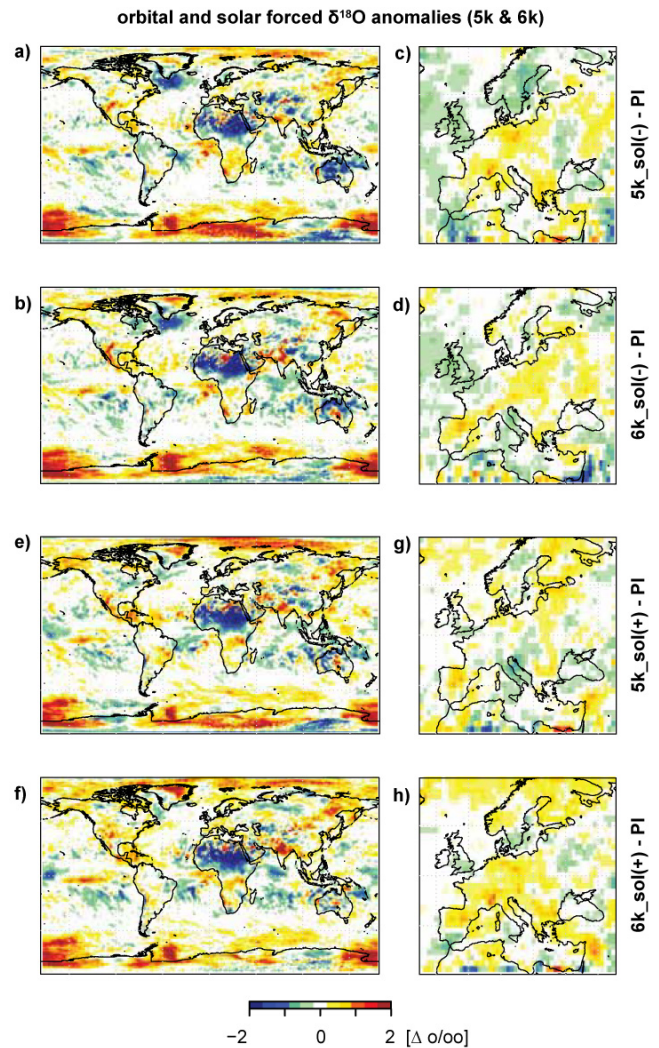 orbital and solar forced δ¹⁸O anomalies (5k & 6k)
a)
c)
5k_sol(-) - PI
b)
d)
6k_sol(-) - PI
e)
g)
5k_sol(+) - PI
f)
h)
6k_sol(+) - PI
−2 0 2 [Δ o/oo]